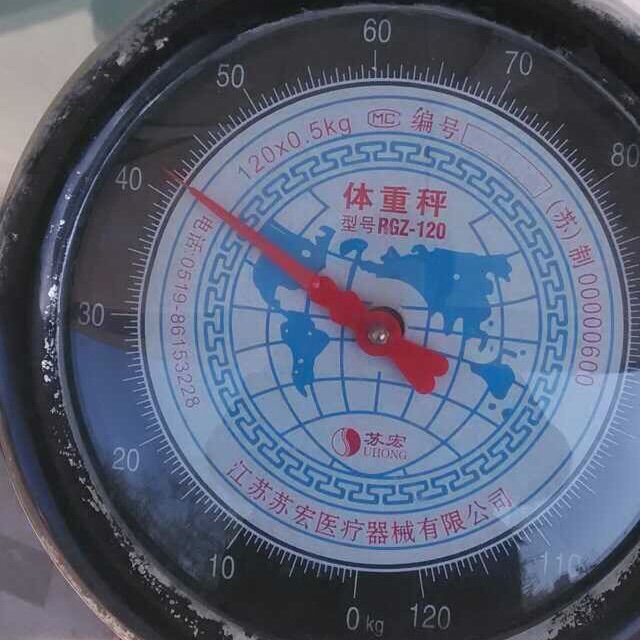 60
50
70
40
80
30
20
10
110
0 kg
120
120x0.5kg MC 编号
(苏)制00000600
体重秤
型号RGZ-120
电话:0519-86153228
苏宏
UHONG
江苏苏宏医疗器械有限公司